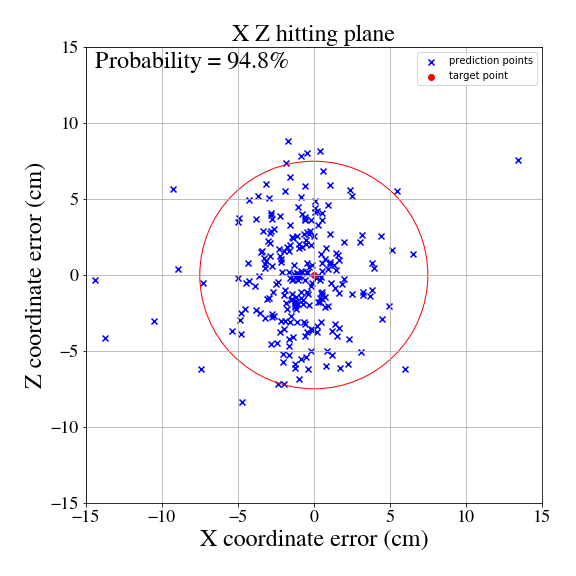 X Z hitting plane
Probability = 94.8%
prediction points
target point
15
10
5
0
−5
−10
−15
Z coordinate error (cm)
−15
−10
−5
0
5
10
15
X coordinate error (cm)